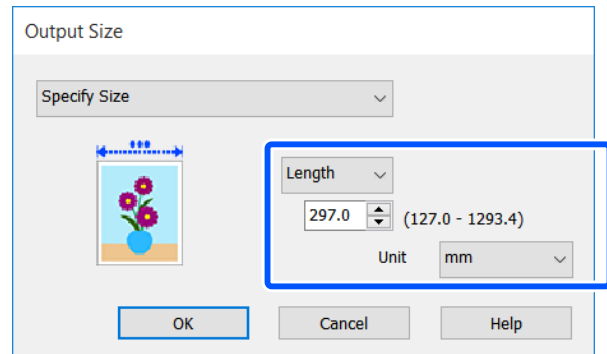 Output Size
Specify Size
Length
297.0 (127.0 - 1293.4)
Unit mm
OK Cancel Help